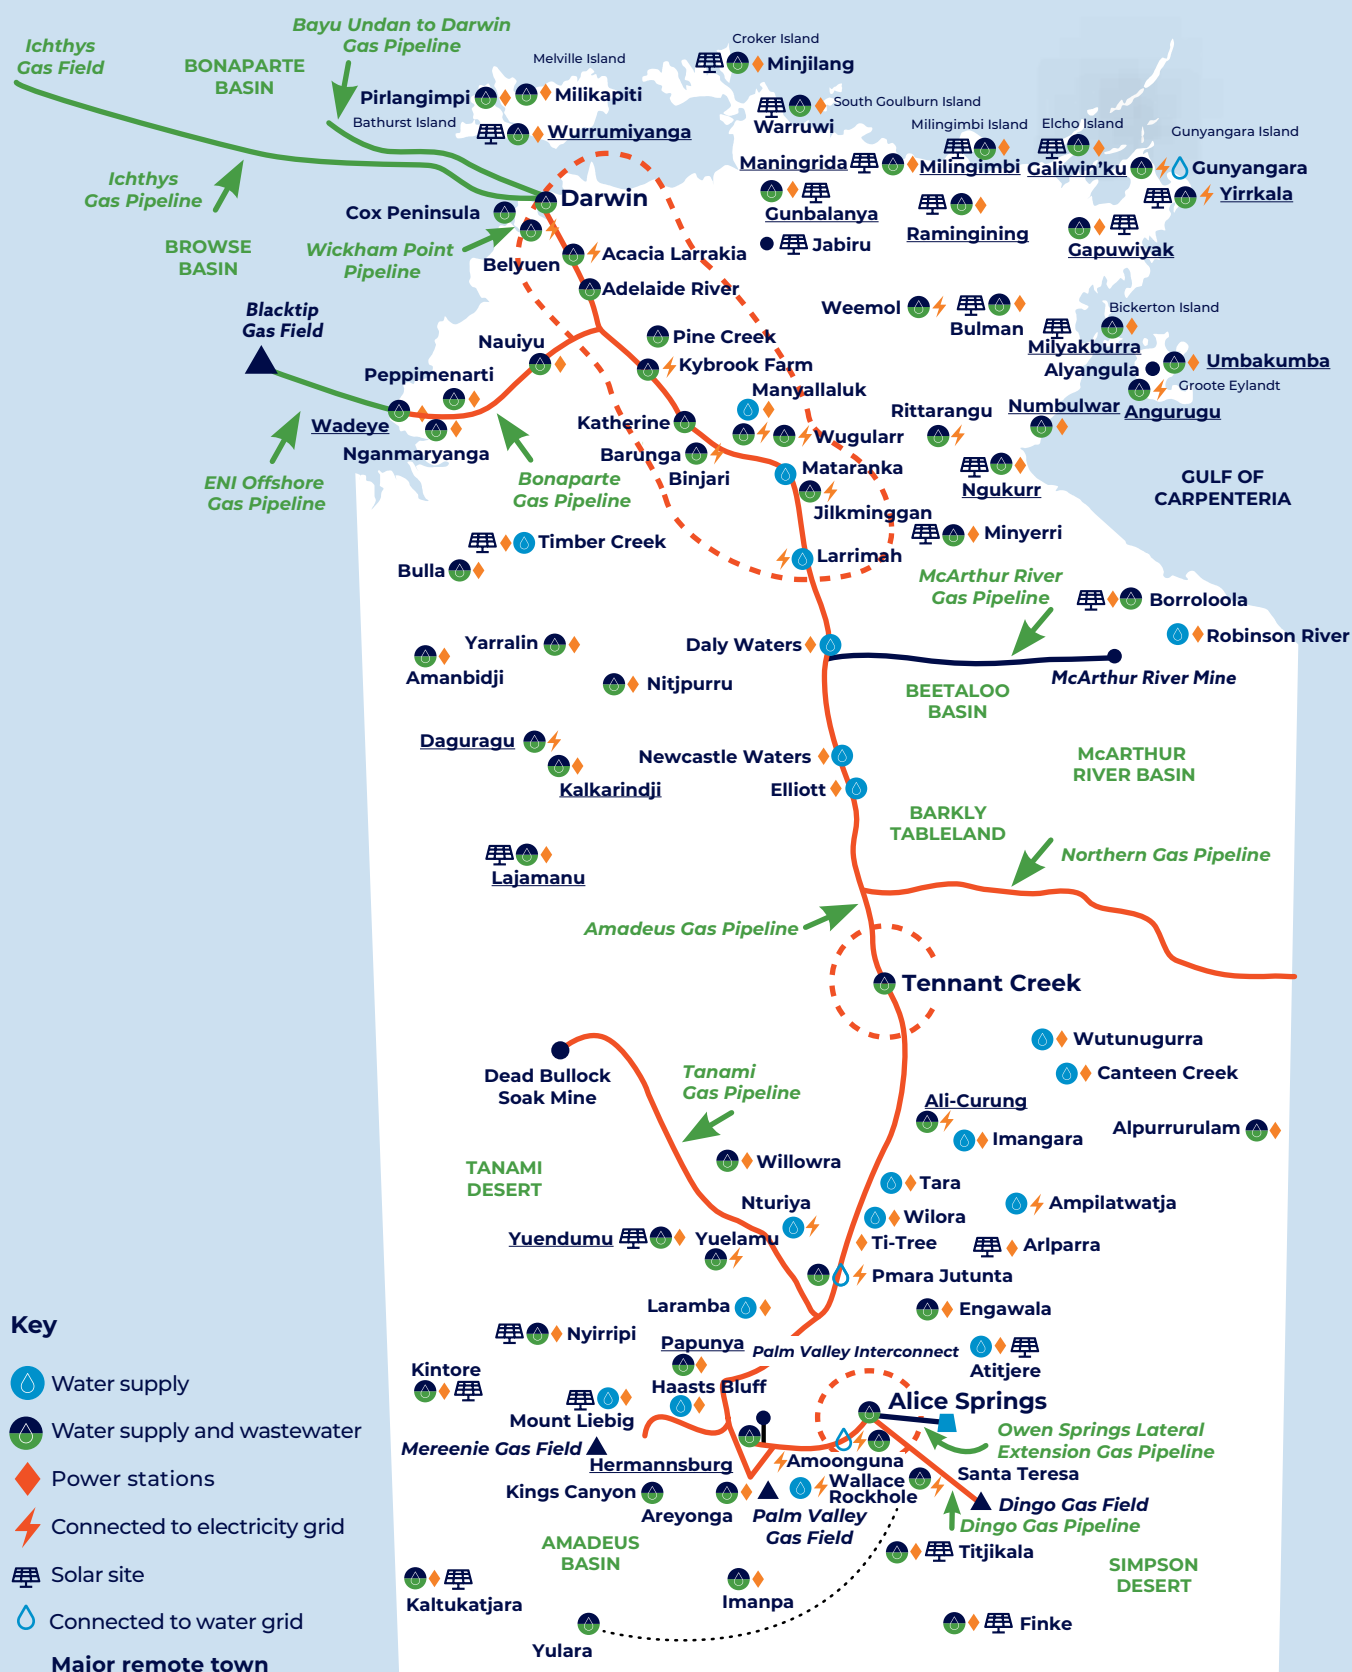 Ichthys
Gas Field
Bayu Undan to Darwin
Gas Pipeline
BONAPARTE
BASIN
Melville Island
Croker Island
Minjilang
Pirlangimpi
Milikapiti
Bathurst Island
Wurrumiyanga
South Goulburn Island
Warruwi
Milingimbi Island
Elcho Island
Gunyangara Island
Maningrida
Milingimbi
Galiwin’ku
Gunyangara
Ichthys
Gas Pipeline
Cox Peninsula
Darwin
Gunbalanya
Ramingining
Yirrkala
Gapuwiyak
BROWSE
BASIN
Wickham Point
Pipeline
Belyuen
Acacia Larrakia
Jabiru
Adelaide River
Blacktip
Gas Field
Nauiyu
Pine Creek
Weemol
Bulman
Bickerton Island
Milyakburra
Kybrook Farm
Alyangula
Umbakumba
Peppimenarti
Manyallaluk
Groote Eylandt
Wadeye
Katherine
Rittarangu
Numbulwar
Angurugu
Nganmaryanga
Barunga
Wugularr
Binjari
Mataranka
ENI Offshore
Gas Pipeline
Bonaparte
Gas Pipeline
Ngukurr
GULF OF
CARPENTERIA
Jilkminggan
Timber Creek
Larrimah
Minyerri
Bulla
McArthur River
Gas Pipeline
Borroloola
Robinson River
Yarralin
Daly Waters
Amanbidji
Nitjpurru
McArthur River Mine
BEETALOO
BASIN
Daguragu
Newcastle Waters
McARTHUR
RIVER BASIN
Kalkarindji
Elliott
BARKLY
TABLELAND
Lajamanu
Northern Gas Pipeline
Amadeus Gas Pipeline
Tennant Creek
Wutunugurra
Dead Bullock
Soak Mine
Tanami
Gas Pipeline
Canteen Creek
Ali-Curung
Imangara
Alpurrurulam
TANAMI
DESERT
Willowra
Tara
Nturiya
Wilora
Ampilatwatja
Yuendumu
Yuelamu
Ti-Tree
Arlparra
Pmara Jutunta
Laramba
Engawala
Key
Nyirripi
Papunya
Palm Valley Interconnect
Atitjere
Kintore
Haasts Bluff
Water supply
Mount Liebig
Alice Springs
Water supply and wastewater
Mereenie Gas Field
Owen Springs Lateral
Extension Gas Pipeline
Hermannsburg
Amoonguna
Power stations
Kings Canyon
Areyonga
Wallace
Rockhole
Santa Teresa
Palm Valley
Gas Field
Dingo Gas Field
Dingo Gas Pipeline
Connected to electricity grid
AMADEUS
BASIN
Titjikala
SIMPSON
DESERT
Solar site
Kaltukatjara
Imanpa
Connected to water grid
Finke
Yulara
Major remote town